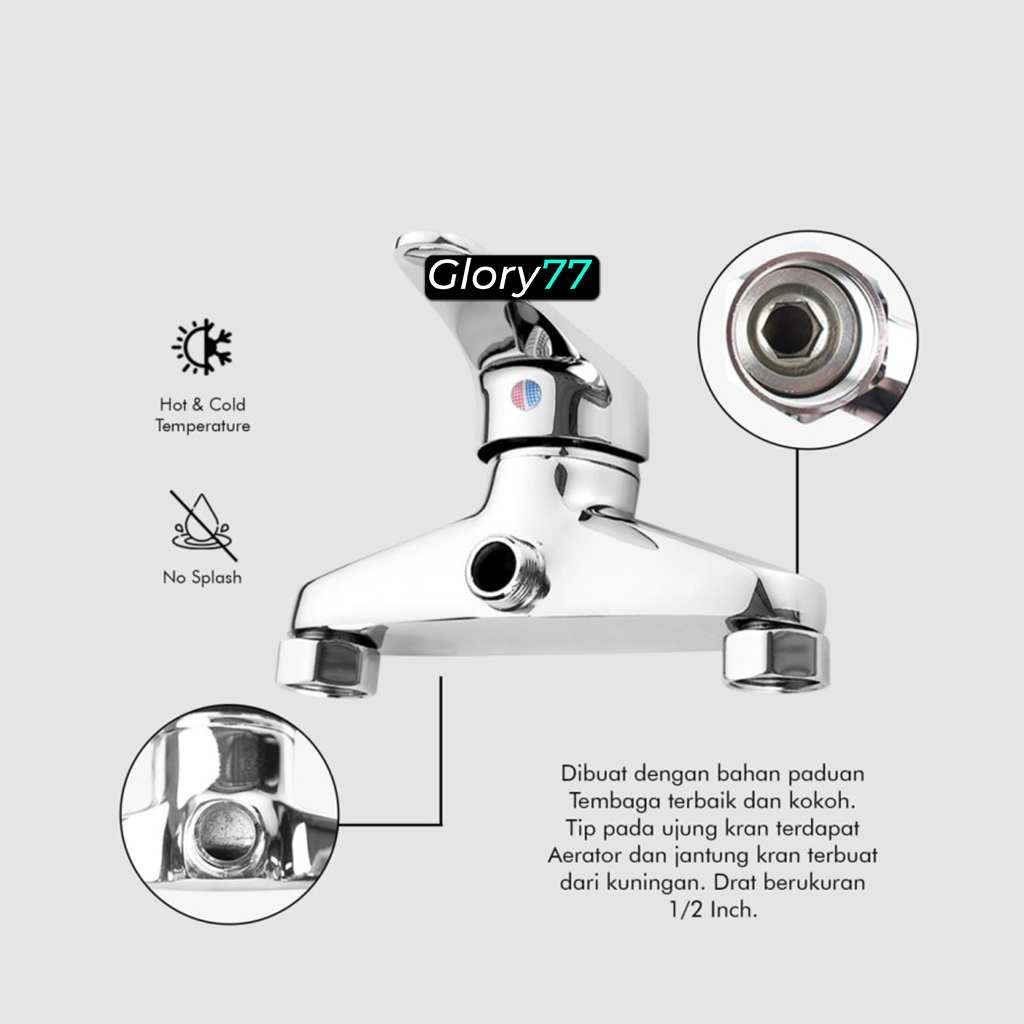 Glory77
Hot & Cold
Temperature
No Splash
Dibuat dengan bahan paduan
Tembaga terbaik dan kokoh.
Tip pada ujung kran terdapat
Aerator dan jantung kran terbuat
dari kuningan. Drat berukuran
1/2 Inch.